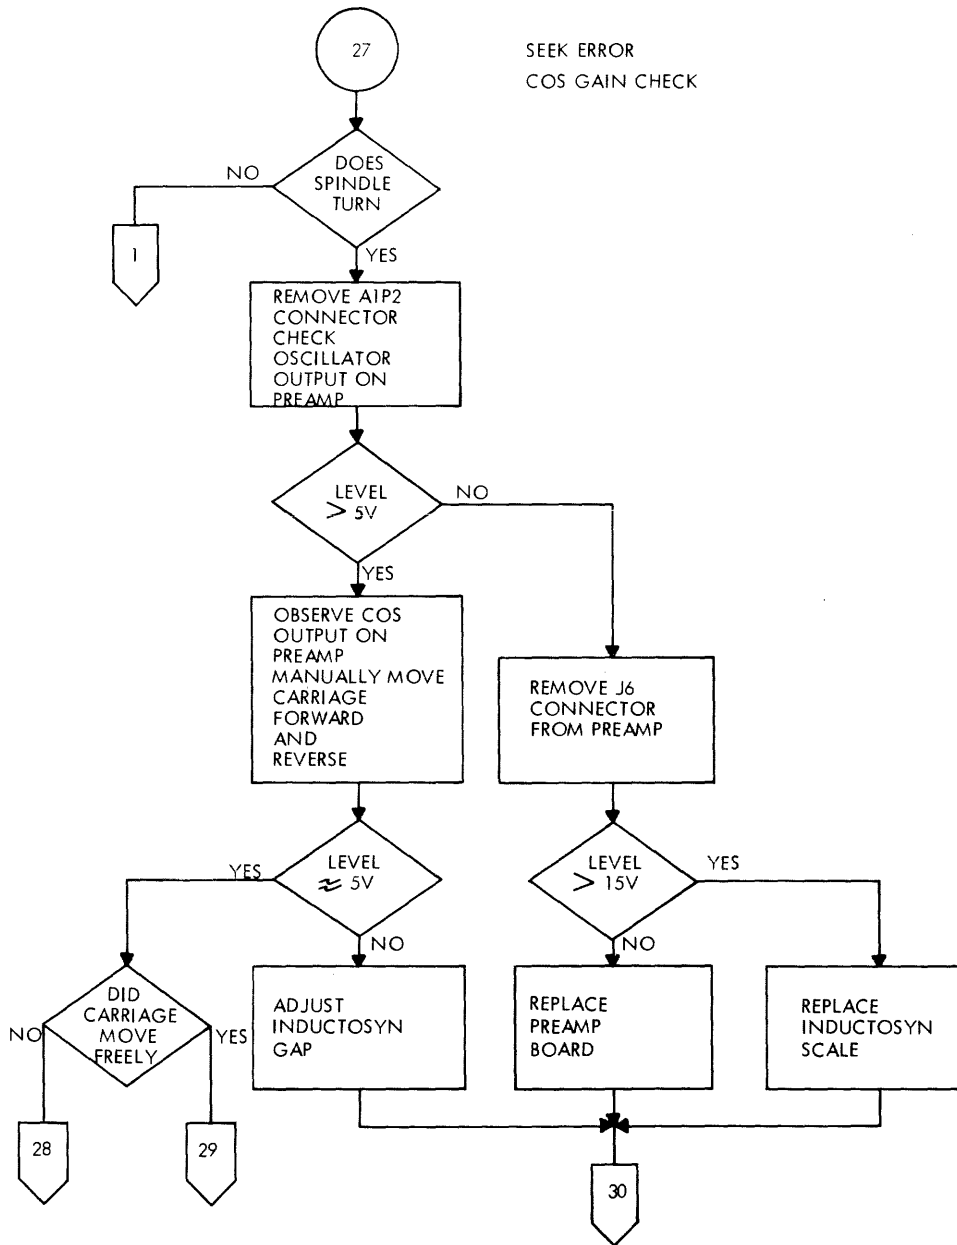 27
SEEK ERROR
COS GAIN CHECK
DOES
SPINDLE
TURN
NO
YES
1
REMOVE A1P2
CONNECTOR
CHECK
OSCILLATOR
OUTPUT ON
PREAMP
LEVEL
> 5V
NO
YES
OBSERVE COS
OUTPUT ON
PREAMP
MANUALLY MOVE
CARRIAGE
FORWARD
AND
REVERSE
REMOVE J6
CONNECTOR
FROM PREAMP
LEVEL
≈ 5V
YES
NO
LEVEL
> 15V
YES
NO
DID
CARRIAGE
MOVE
FREELY
NO
YES
ADJUST
INDUCTOSYN
GAP
REPLACE
PREAMP
BOARD
REPLACE
INDUCTOSYN
SCALE
28
29
30